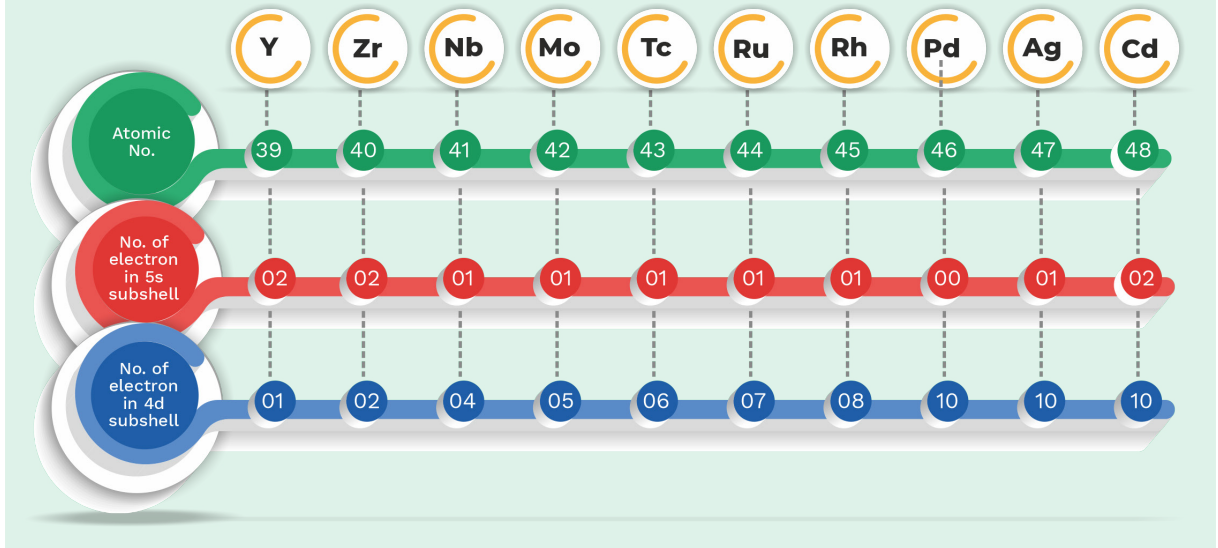 Y Zr Nb Mo Tc Ru Rh Pd Ag Cd
Atomic
No.
39 40 41 42 43 44 45 46 47 48
No. of
electron
in 5s
subshell
02 02 01 01 01 01 01 00 01 02
No. of
electron
in 4d
subshell
01 02 04 05 06 07 08 10 10 10